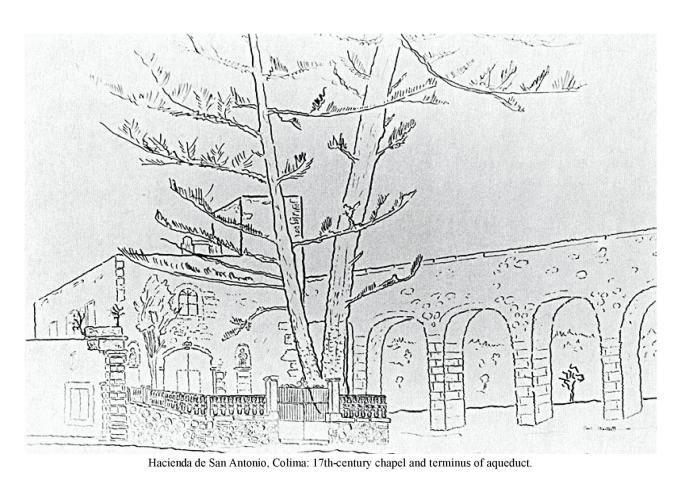 Hacienda de San Antonio, Colima: 17th-century chapel and terminus of aqueduct.